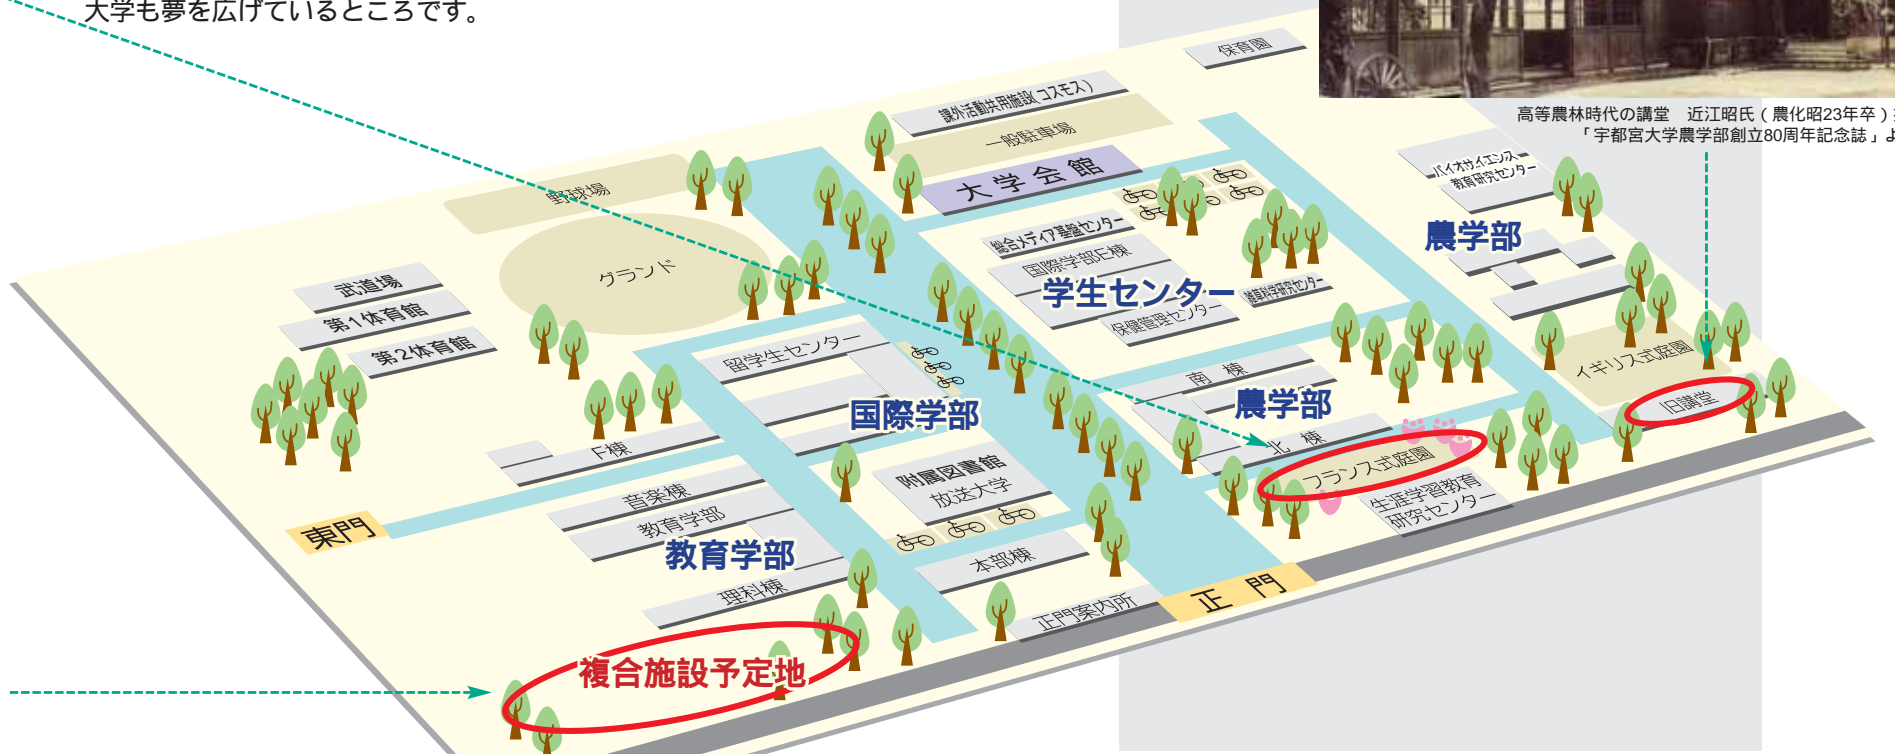 大学も夢を広げているところです。
高等農林時代の講堂　近江昭氏（農化昭23年卒）
「宇都宮大学農学部創立80周年記念誌」よ
保育園
課外活動共用施設(コスモス)
一般駐車場
大学会館
バイオサイエンス
教育研究センター
野球場
グランド
総合メディア基盤センター
国際学部E棟
学生センター
雑草科学研究センター
保健管理センター
農学部
武道場
第1体育館
第2体育館
留学生センター
国際学部
南棟
農学部
北棟
イギリス式庭園
旧講堂
フランス式庭園
生涯学習教育
研究センター
F棟
附属図書館
放送大学
音楽棟
教育学部
教育学部
理科棟
東門
本部棟
正門案内所
正門
複合施設予定地